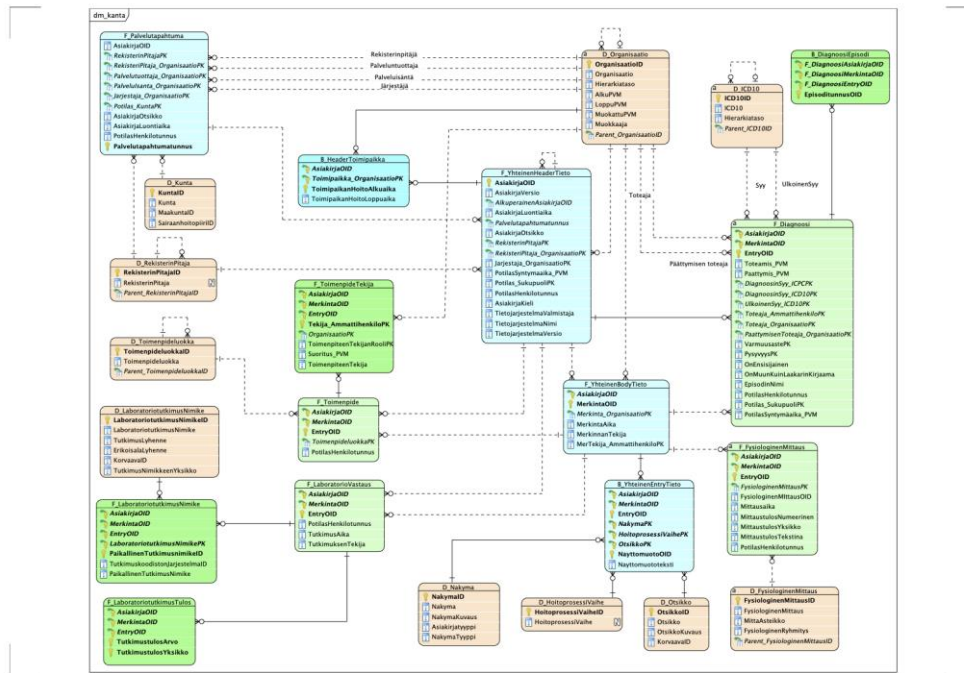 dm_kanta
F_Palvelutapahtuma
AsiakirjaOID
RekisterinPitajaPK
RekisteriPitaja_OrganisaatioPK
Palvelutuottaja_OrganisaatioPK
Palveluisanta_OrganisaatioPK
Jarjestaja_OrganisaatioPK
Potilas_KuntaPK
AsiakirjaOtsikko
AsiakirjaLuontiaika
PotilasHenkilotunnus
Palvelutapahtumatunnus
Rekisterinpitäjä
Palveluntuottaja
Palveluisäntä
Järjestäjä
D_Organisaatio
OrganisaatioID
Organisaatio
Hierarkiataso
AlkuPVM
LoppuPVM
MuokattuPVM
Muokkaaja
Parent_OrganisaatioID
D_ICD10
ICD10ID
ICD10
Hierarkiataso
Parent_ICD10ID
B_DiagnoosiEpisodi
F_DiagnoosiAsiakirjaOID
F_DiagnoosiMerkintaOID
F_DiagnoosiEntryOID
EpisoditunnusOID
B_HeaderToimipaikka
AsiakirjaOID
Toimipaikka_OrganisaatioPK
ToimipaikanHoitoAlkuaika
ToimipaikanHoitoLoppuaika
D_Kunta
KuntaID
Kunta
MaakuntaID
SairaanhoitopiiriID
F_YhteinenHeaderTieto
AsiakirjaOID
AsiakirjaVersio
AlkuperainenAsiakirjaOID
AsiakirjaLuontiaika
Palvelutapahtumatunnus
AsiakirjaOtsikko
RekisterinPitajaPK
RekisteriPitaja_OrganisaatioPK
Jarjestaja_OrganisaatioPK
PotilasSyntymaaika_PVM
Potilas_SukupuoliPK
PotilasHenkilotunnus
AsiakirjaKieli
TietojarjestelmaValmistaja
TietojarjestelmaNimi
TietojarjestelmaVersio
Toteaja
Syy
UlkoinenSyy
Päättymisen toteaja
F_Diagnoosi
AsiakirjaOID
MerkintaOID
EntryOID
Toteamis_PVM
Paattymis_PVM
DiagnosinSyy_ICPCPK
DiagnosinSyy_ICD10PK
UlkoinenSyy_ICD10PK
Toteaja_AmmattihenkiloPK
Toteaja_OrganisaatioPK
PaattymisenToteaja_OrganisaatioPK
VarmuusastePK
PysyvyysPK
OnEnsisijainen
OnMuunKuinLaakarinKirjaama
EpisodinNimi
PotilasHenkilotunnus
Potilas_SukupuoliPK
PotilasSyntymäaika_PVM
D_RekisterinPitaja
RekisterinPitajaID
RekisterinPitaja
Parent_RekisterinPitajaID
F_ToimenpideTekija
AsiakirjaOID
MerkintaOID
EntryOID
Tekija_AmmattihenkiloPK
OrganisaatioPK
ToimenpiteenTekijanRooliPK
Suoritus_PVM
ToimenpiteenTekija
D_Toimenpideluokka
ToimenpideluokkaID
Toimenpideluokka
Parent_ToimenpideluokkaID
F_Toimenpide
AsiakirjaOID
MerkintaOID
EntryOID
ToimenpideluokkaPK
PotilasHenkilotunnus
F_YhteinenBodyTieto
AsiakirjaOID
MerkintaOID
Merkinta_OrganisaatioPK
MerkintaAika
MerkinnanTekija
MerTekija_AmmattihenkiloPK
D_LaboratoriotutkimusNimike
LaboratoriotutkimusNimikeID
LaboratoriotutkimusNimike
TutkimusLyhenne
ErikoisalaLyhenne
KorvaavaID
TutkimusNimikkeenYksikko
F_LaboratorioVastaus
AsiakirjaOID
MerkintaOID
EntryOID
PotilasHenkilotunnus
TutkimusAika
TutkimuksenTekija
B_YhteinenEntryTieto
AsiakirjaOID
MerkintaOID
EntryOID
NakymaPK
HoitoprosessiVaihePK
OtsikkoPK
NayttomuotoOID
Nayttomuototeksti
F_FysiologinenMittaus
AsiakirjaOID
MerkintaOID
EntryOID
FysiologinenMittausPK
FysiologinenMIttausOID
Mittausaika
MittaustulosNumeerinen
MittaustulosYksikko
MittaustulosTekstina
PotilasHenkilotunnus
F_LaboratoriotutkimusNimike
AsiakirjaOID
MerkintaOID
EntryOID
LaboratoriotutkimusNimikePK
PaikallinenTutkimusnimikeID
TutkimuskoodistonJarjestelmaID
PaikallinenTutkimusNimike
F_LaboratoriotutkimusTulos
AsiakirjaOID
MerkintaOID
EntryOID
TutkimustulosArvo
TutkimustulosYksikko
D_Nakyma
NakymaID
Nakyma
NakymaKuvaus
Asiakirjatyyppi
NakymaTyyppi
D_HoitoprosessiVaihe
HoitoprosessiVaiheID
HoitoprosessiVaihe
D_Otsikko
OtsikkoID
Otsikko
OtsikkoKuvaus
KorvaavaID
D_FysiologinenMittaus
FysiologinenMittausID
FysiologinenMittaus
MittaAsteikko
FysiologinenRyhmitys
Parent_FysiologinenMittausID